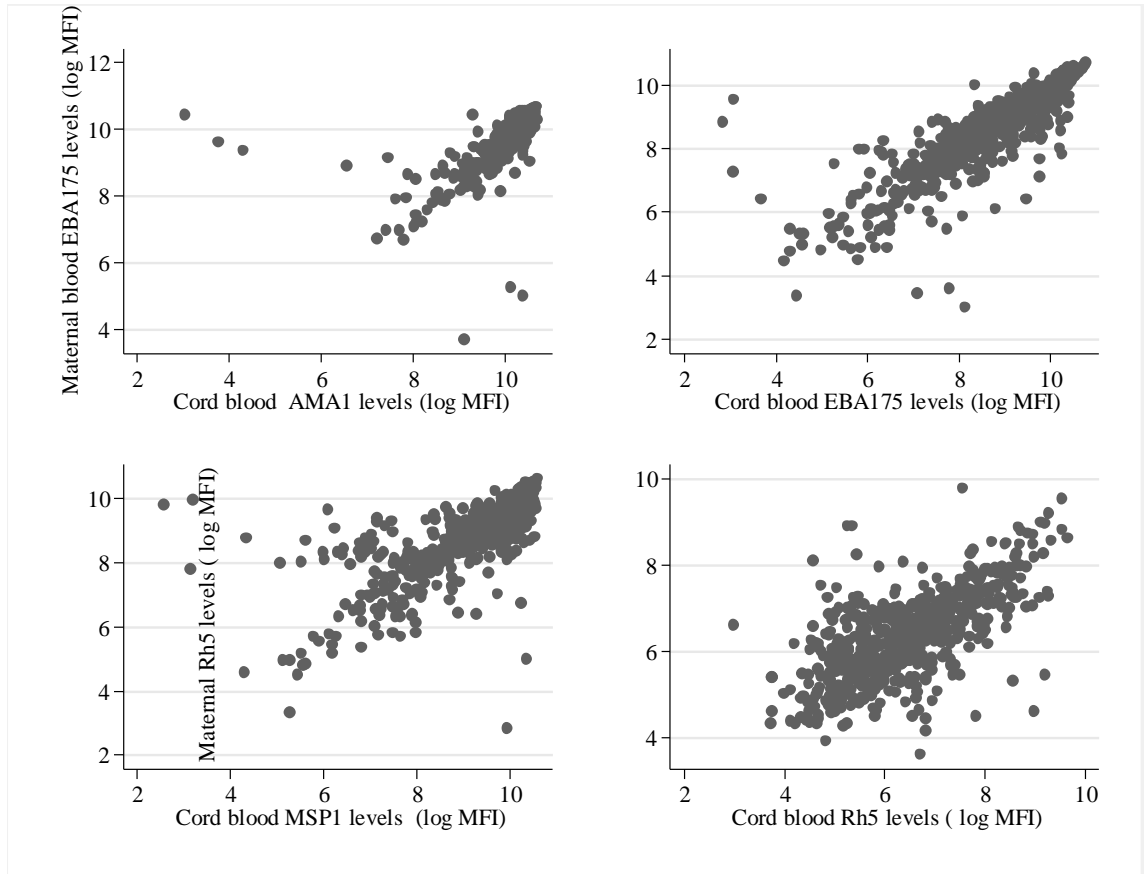 Maternal blood EBA175 levels (log MFI)
12
10
8
6
4
2 4 6 8 10
Cord blood AMA1 levels (log MFI)
10
8
6
4
2
2 4 6 8 10
Cord blood EBA175 levels (log MFI)
Maternal Rh5 levels ( log MFI)
10
8
6
4
2
2 4 6 8 10
Cord blood MSP1 levels (log MFI)
10
8
6
4
2 4 6 8 10
Cord blood Rh5 levels ( log MFI)